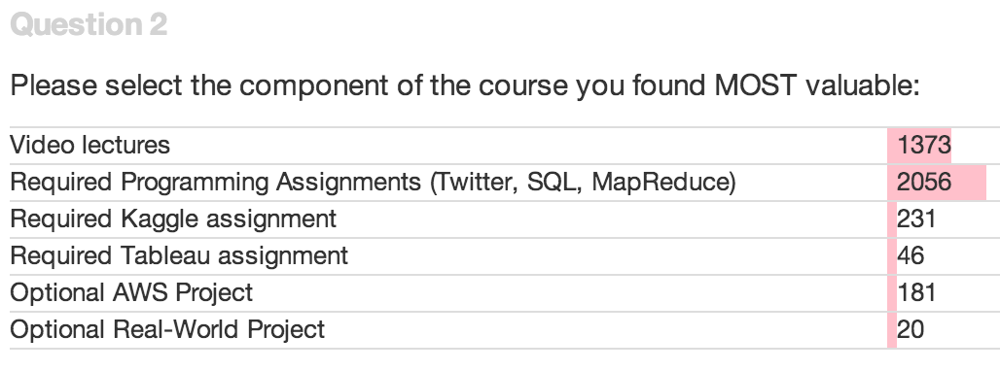 Question 2
Please select the component of the course you found MOST valuable:
Video lectures 1373
Required Programming Assignments (Twitter, SQL, MapReduce) 2056
Required Kaggle assignment 231
Required Tableau assignment 46
Optional AWS Project 181
Optional Real-World Project 20